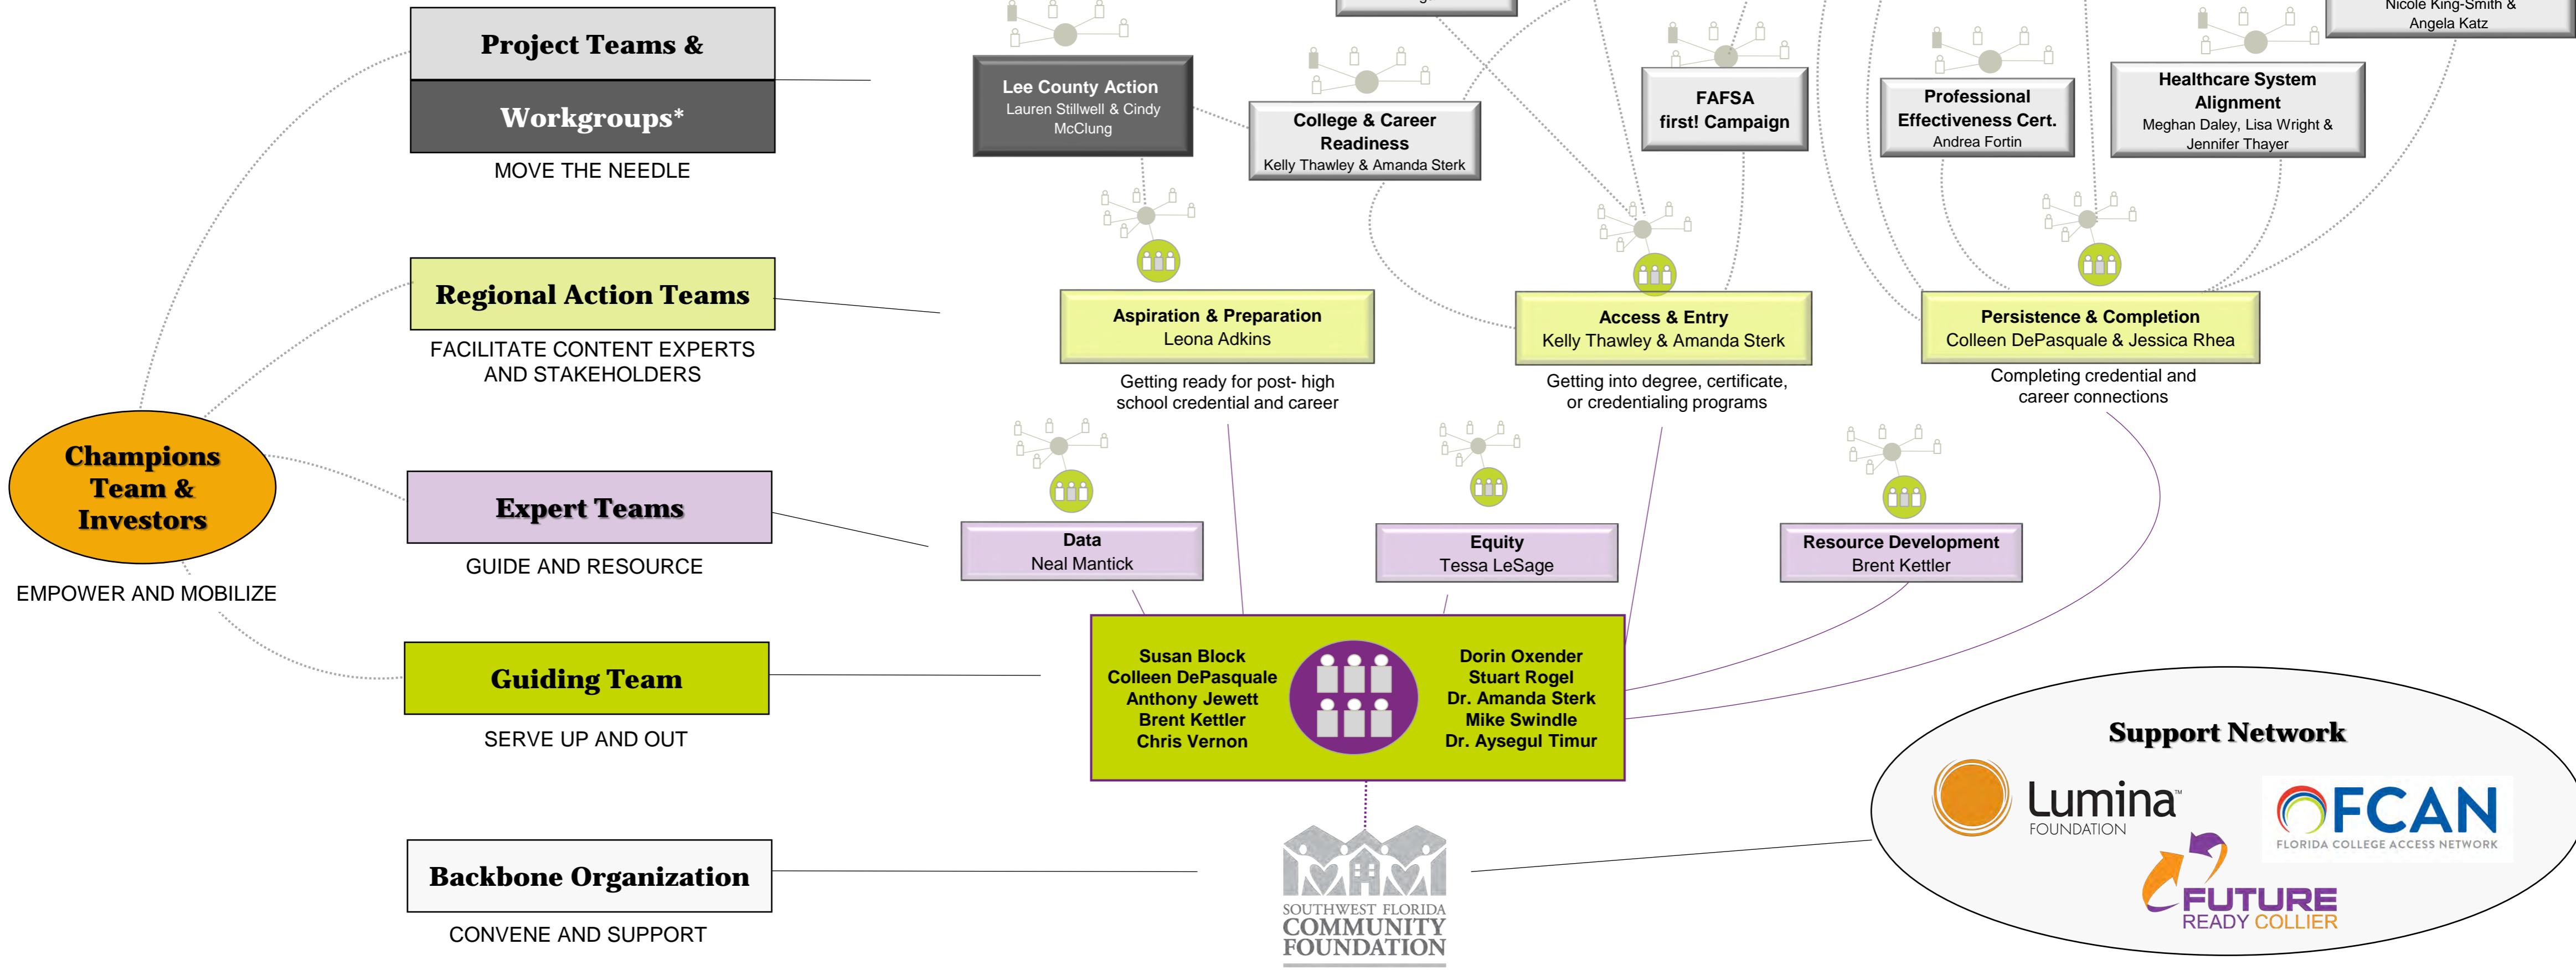 Nicole King-Smith &
Angela Katz
Project Teams &
Workgroups*
MOVE THE NEEDLE
Lee County Action
Lauren Stillwell & Cindy
McClung
College & Career
Readiness
Kelly Thawley & Amanda Sterk
FAFSA
first! Campaign
Professional
Effectiveness Cert.
Andrea Fortin
Healthcare System
Alignment
Meghan Daley, Lisa Wright &
Jennifer Thayer
Regional Action Teams
FACILITATE CONTENT EXPERTS
AND STAKEHOLDERS
Aspiration & Preparation
Leona Adkins
Getting ready for post- high
school credential and career
Access & Entry
Kelly Thawley & Amanda Sterk
Getting into degree, certificate,
or credentialing programs
Persistence & Completion
Colleen DePasquale & Jessica Rhea
Completing credential and
career connections
Champions
Team &
Investors
EMPOWER AND MOBILIZE
Expert Teams
GUIDE AND RESOURCE
Data
Neal Mantick
Equity
Tessa LeSage
Resource Development
Brent Kettler
Guiding Team
SERVE UP AND OUT
Susan Block
Colleen DePasquale
Anthony Jewett
Brent Kettler
Chris Vernon
Dorin Oxender
Stuart Rogel
Dr. Amanda Sterk
Mike Swindle
Dr. Aysegul Timur
Backbone Organization
CONVENE AND SUPPORT
SOUTHWEST FLORIDA
COMMUNITY
FOUNDATION
Support Network
Lumina™
FOUNDATION
FCAN
FLORIDA COLLEGE ACCESS NETWORK
FUTURE
READY COLLIER